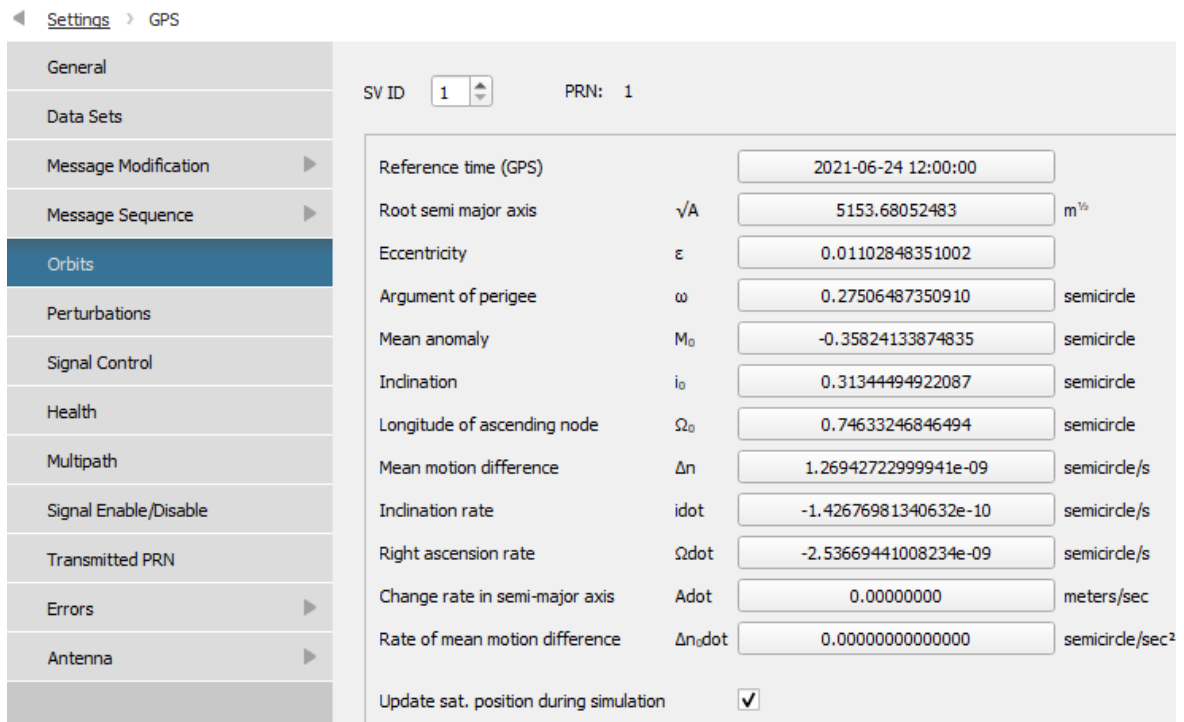 Settings GPS
General
Data Sets
Message Modification
Message Sequence
Orbits
Perturbations
Signal Control
Health
Multipath
Signal Enable/Disable
Transmitted PRN
Errors
Antenna
SV ID 1 PRN: 1
Reference time (GPS) 2021-06-24 12:00:00
Root semi major axis √A 5153.68052483 m½
Eccentricity ε 0.01102848351002
Argument of perigee ω 0.27506487350910 semicircle
Mean anomaly M₀ -0.35824133874835 semicircle
Inclination i₀ 0.31344494922087 semicircle
Longitude of ascending node Ω₀ 0.74633246846494 semicircle
Mean motion difference Δn 1.26942722999941e-09 semicircle/s
Inclination rate idot -1.42676981340632e-10 semicircle/s
Right ascension rate Ωdot -2.53669441008234e-09 semicircle/s
Change rate in semi-major axis Adot 0.00000000 meters/sec
Rate of mean motion difference Δn₀dot 0.00000000000000 semicircle/sec²
Update sat. position during simulation